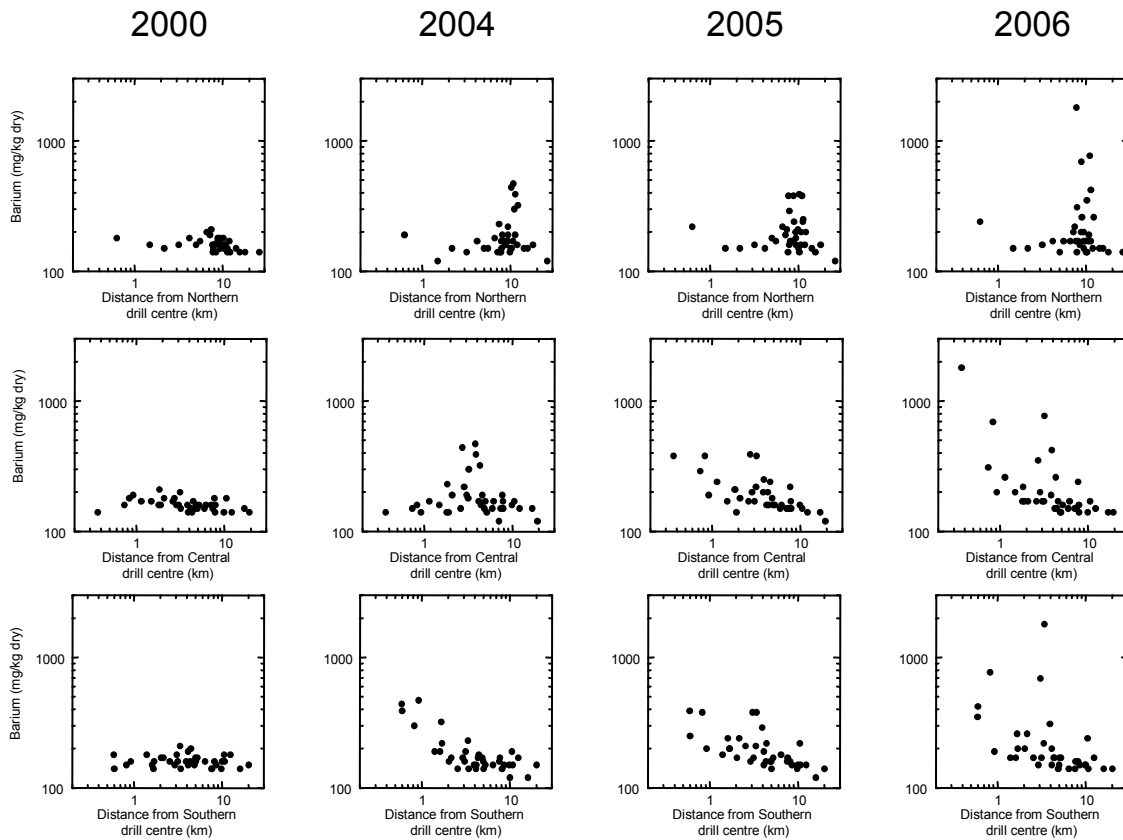 2000 2004 2005 2006
Barium (mg/kg dry)
1000 1000 1000 1000
100 100 100 100
1 10 1 10 1 10 1 10
Distance from Northern Distance from Northern Distance from Northern Distance from Northern
drill centre (km) drill centre (km) drill centre (km) drill centre (km)
Barium (mg/kg dry)
1000 1000 1000 1000
100 100 100 100
1 10 1 10 1 10 1 10
Distance from Central Distance from Central Distance from Central Distance from Central
drill centre (km) drill centre (km) drill centre (km) drill centre (km)
Barium (mg/kg dry)
1000 1000 1000 1000
100 100 100 100
1 10 1 10 1 10 1 10
Distance from Southern Distance from Southern Distance from Southern Distance from Southern
drill centre (km) drill centre (km) drill centre (km) drill centre (km)